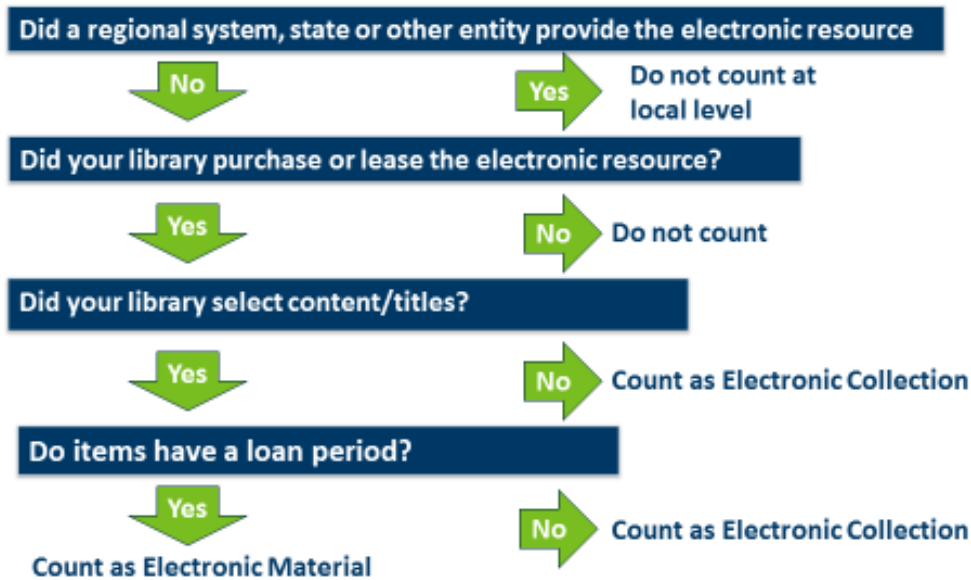 Did a regional system, state or other entity provide the electronic resource
No
Yes
Do not count at
local level
Did your library purchase or lease the electronic resource?
Yes
No
Do not count
Did your library select content/titles?
Yes
No
Count as Electronic Collection
Do items have a loan period?
Yes
No
Count as Electronic Collection
Count as Electronic Material